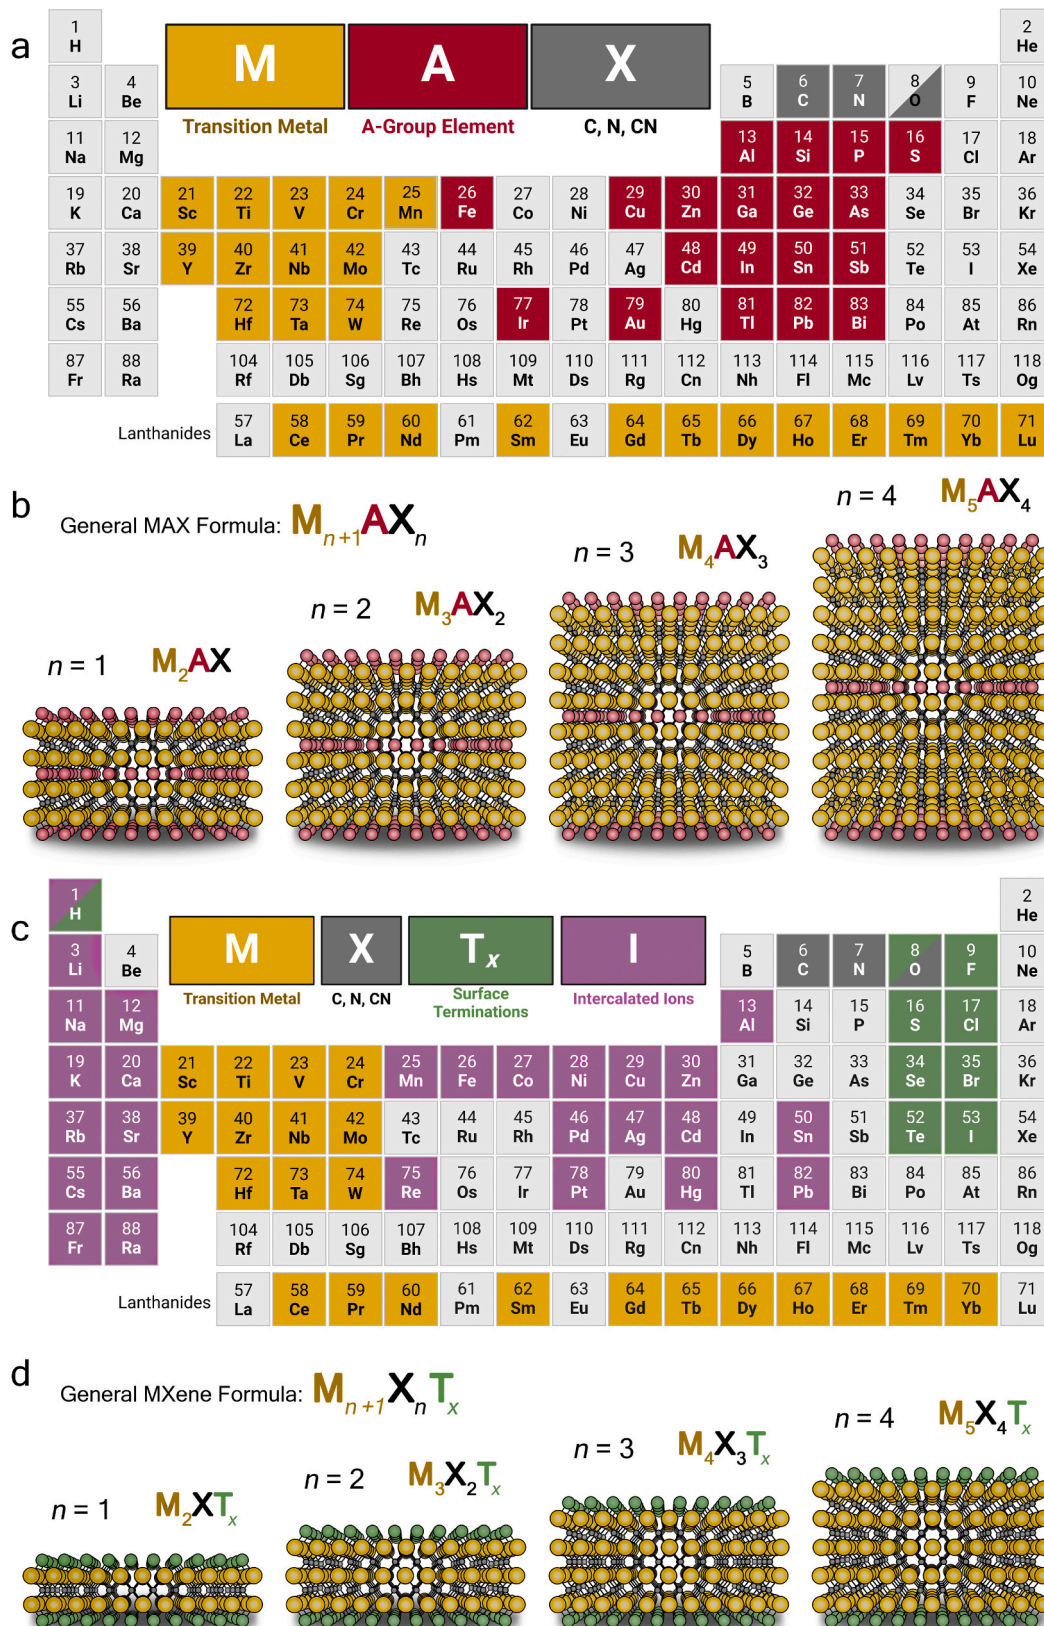 a
1 2
H M A X He
3 4 5 6 7 8 9 10
Li Be B C N O F Ne
Transition Metal A-Group Element C, N, CN
11 12 13 14 15 16 17 18
Na Mg Al Si P S Cl Ar
19 20 21 22 23 24 25 26 27 28 29 30 31 32 33 34 35 36
K Ca Sc Ti V Cr Mn Fe Co Ni Cu Zn Ga Ge As Se Br Kr
37 38 39 40 41 42 43 44 45 46 47 48 49 50 51 52 53 54
Rb Sr Y Zr Nb Mo Tc Ru Rh Pd Ag Cd In Sn Sb Te I Xe
55 56 72 73 74 75 76 77 78 79 80 81 82 83 84 85 86
Cs Ba Hf Ta W Re Os Ir Pt Au Hg Tl Pb Bi Po At Rn
87 88 104 105 106 107 108 109 110 111 112 113 114 115 116 117 118
Fr Ra Rf Db Sg Bh Hs Mt Ds Rg Cn Nh Fl Mc Lv Ts Og
57 58 59 60 61 62 63 64 65 66 67 68 69 70 71
Lanthanides La Ce Pr Nd Pm Sm Eu Gd Tb Dy Ho Er Tm Yb Lu
b
General MAX Formula: Mn+1AXn
n = 1 M2AX
n = 2 M3AX2
n = 3 M4AX3
n = 4 M5AX4
c
1 2
H He
M X Tx I
3 4 5 6 7 8 9 10
Li Be B C N O F Ne
Transition Metal C, N, CN Surface Terminations Intercalated Ions
11 12 13 14 15 16 17 18
Na Mg Al Si P S Cl Ar
19 20 21 22 23 24 25 26 27 28 29 30 31 32 33 34 35 36
K Ca Sc Ti V Cr Mn Fe Co Ni Cu Zn Ga Ge As Se Br Kr
37 38 39 40 41 42 43 44 45 46 47 48 49 50 51 52 53 54
Rb Sr Y Zr Nb Mo Tc Ru Rh Pd Ag Cd In Sn Sb Te I Xe
55 56 72 73 74 75 76 77 78 79 80 81 82 83 84 85 86
Cs Ba Hf Ta W Re Os Ir Pt Au Hg Tl Pb Bi Po At Rn
87 88 104 105 106 107 108 109 110 111 112 113 114 115 116 117 118
Fr Ra Rf Db Sg Bh Hs Mt Ds Rg Cn Nh Fl Mc Lv Ts Og
57 58 59 60 61 62 63 64 65 66 67 68 69 70 71
Lanthanides La Ce Pr Nd Pm Sm Eu Gd Tb Dy Ho Er Tm Yb Lu
d
General MXene Formula: Mn+1XnTx
n = 1 M2XTx
n = 2 M3X2Tx
n = 3 M4X3Tx
n = 4 M5X4Tx